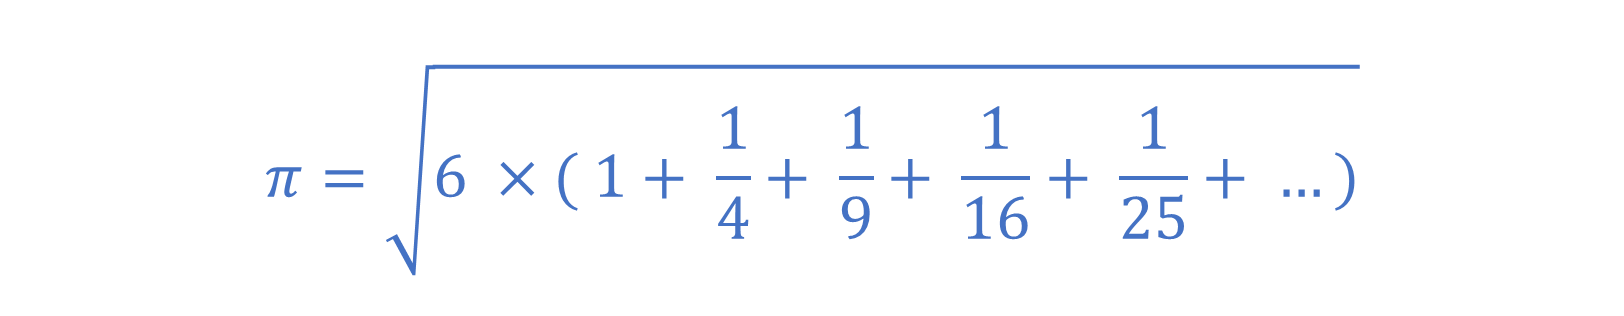 π = √(6 × ( 1 + 1/4 + 1/9 + 1/16 + 1/25 + ... ))